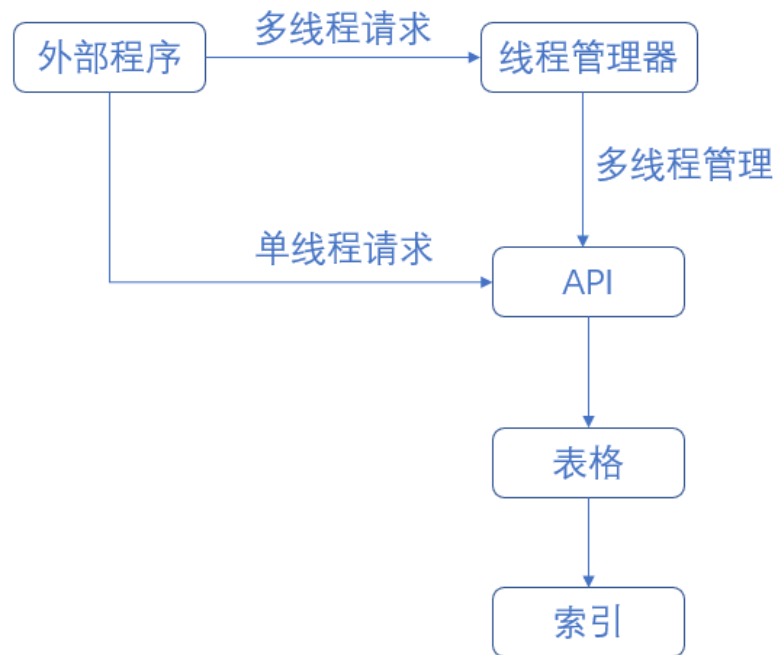 多线程请求
外部程序
线程管理器
多线程管理
单线程请求
API
表格
索引